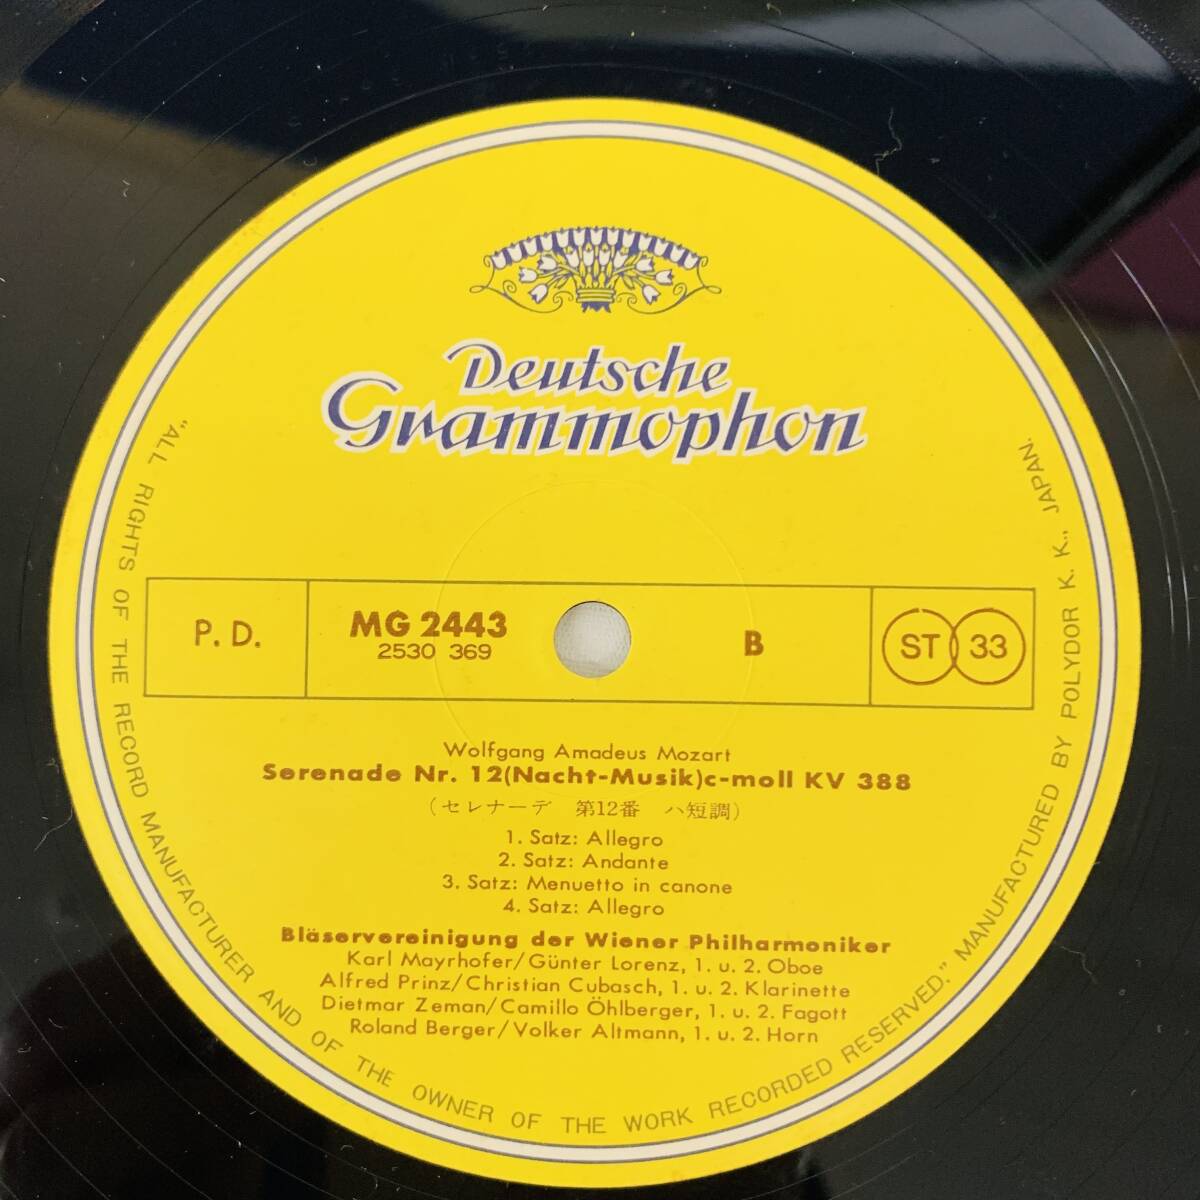 Deutsche
Grammophon
P. D.
MG 2443
2530 369
B
ST 33
Wolfgang Amadeus Mozart
Serenade Nr. 12(Nacht-Musik)c-moll KV 388
(セレナーデ 第12番 ハ短調)
1. Satz: Allegro
2. Satz: Andante
3. Satz: Menuetto in canone
4. Satz: Allegro
Bläservereinigung der Wiener Philharmoniker
Karl Mayrhofer/Günter Lorenz, 1. u. 2. Oboe
Alfred Prinz/Christian Cubasch, 1. u. 2. Klarinette
Dietmar Zeman/Camillo Öhlberger, 1. u. 2. Fagott
Roland Berger/Volker Altmann, 1. u. 2. Horn
"ALL RIGHTS OF THE RECORD MANUFACTURER AND OF THE OWNER OF THE WORK RECORDED RESERVED." MANUFACTURED BY POLYDOR K. K., JAPAN.